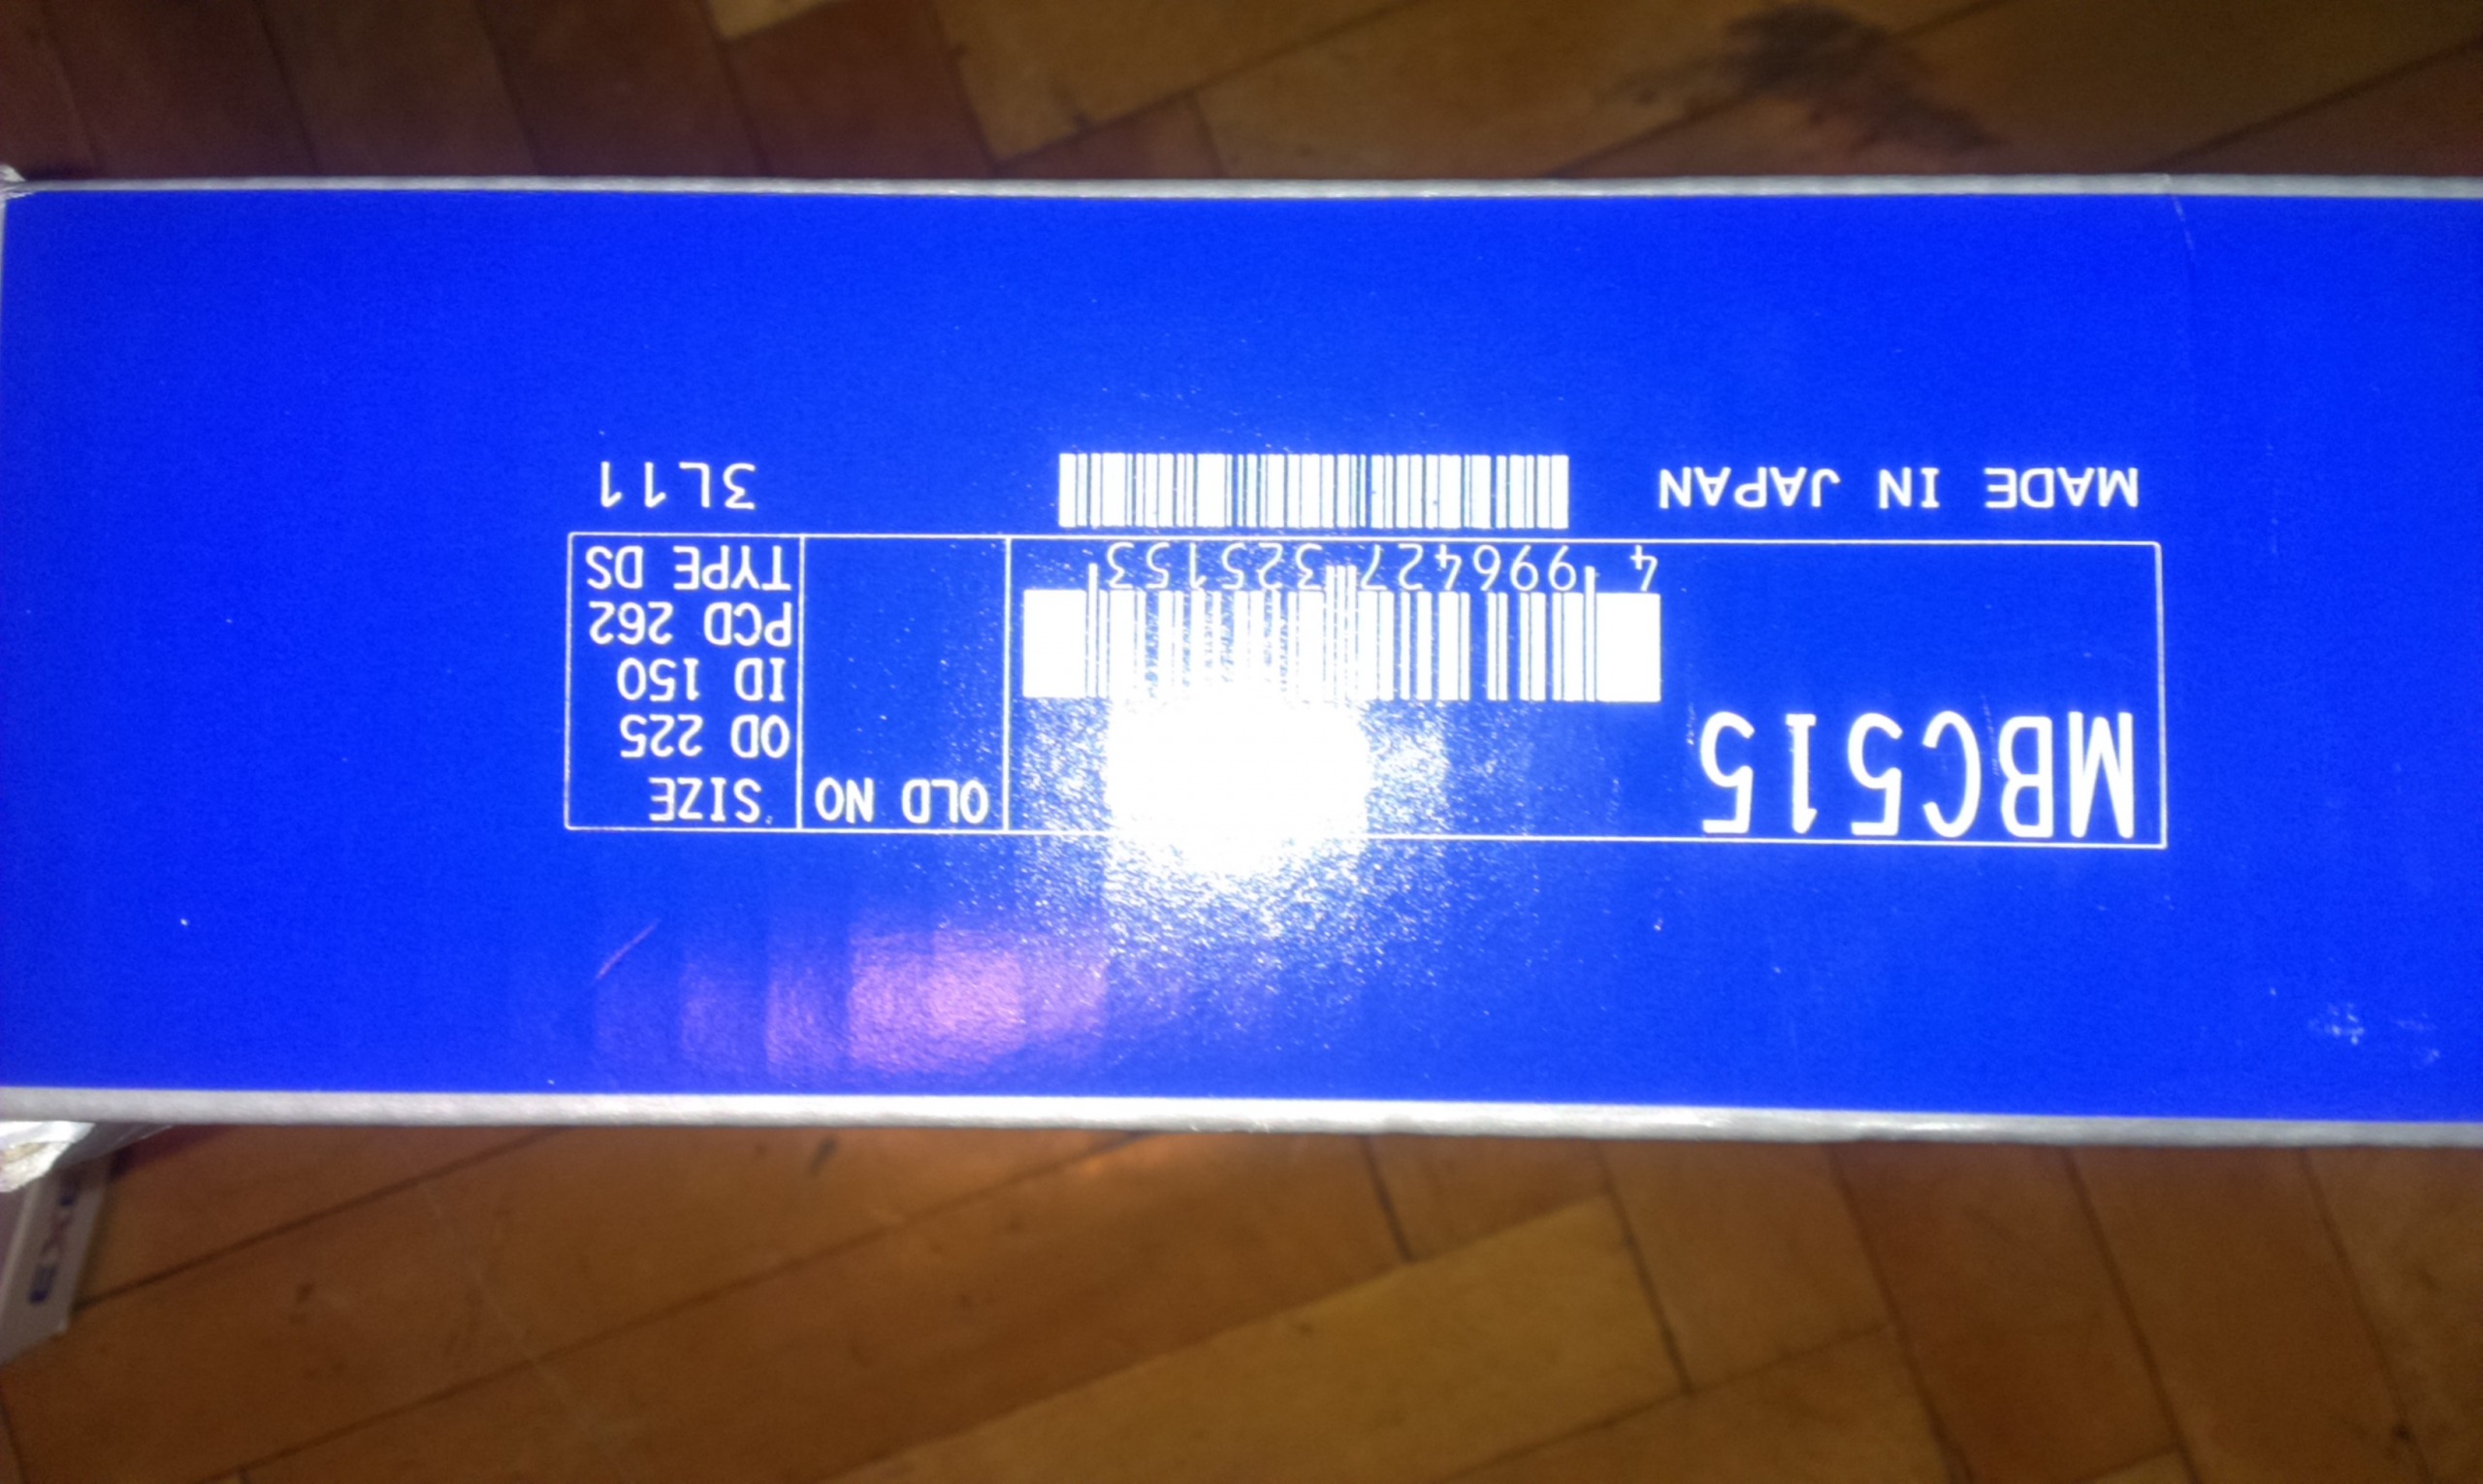 MBC515
4 996427 325153
OLD NO
SIZE
OD 225
ID 150
PCD 262
TYPE DS
MADE IN JAPAN
3L11